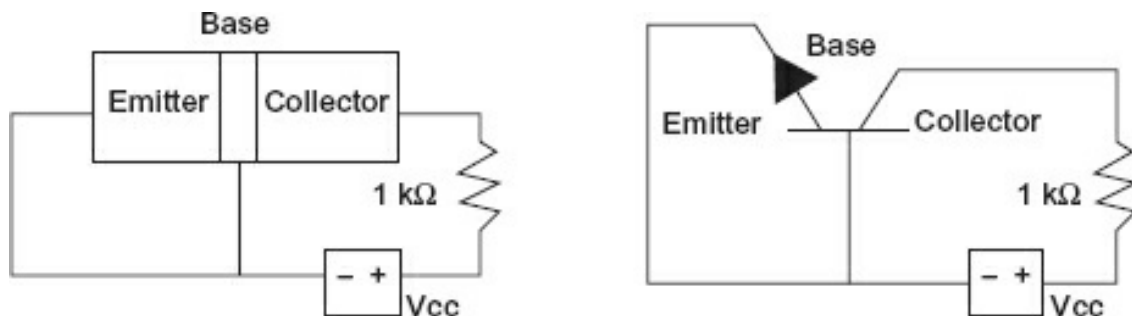 Base
Emitter
Collector
1 kΩ
– +
Vcc
Base
Emitter
Collector
1 kΩ
– +
Vcc